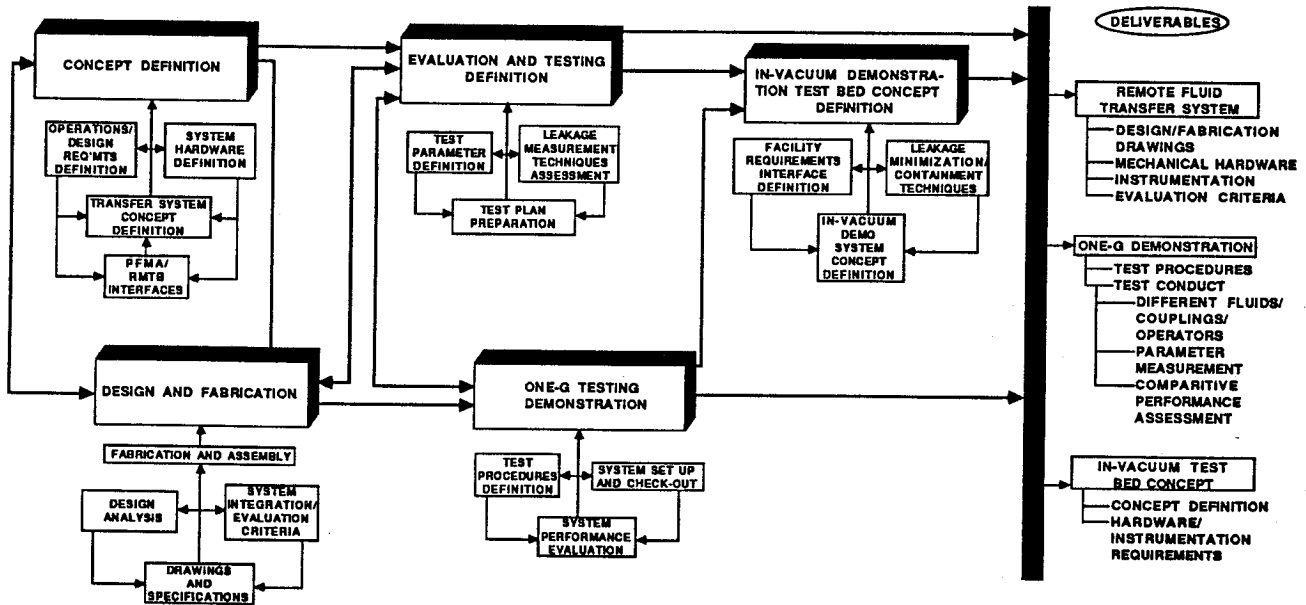 CONCEPT DEFINITION
OPERATIONS/
DESIGN
REQ'MTS
DEFINITION
SYSTEM
HARDWARE
DEFINITION
TRANSFER SYSTEM
CONCEPT
DEFINITION
PFMA/
RMTB
INTERFACES
DESIGN AND FABRICATION
FABRICATION AND ASSEMBLY
DESIGN
ANALYSIS
SYSTEM
INTEGRATION/
EVALUATION
CRITERIA
DRAWINGS
AND
SPECIFICATIONS
EVALUATION AND TESTING
DEFINITION
TEST
PARAMETER
DEFINITION
LEAKAGE
MEASUREMENT
TECHNIQUES
ASSESSMENT
TEST PLAN
PREPARATION
ONE-G TESTING
DEMONSTRATION
TEST
PROCEDURES
DEFINITION
SYSTEM SET UP
AND CHECK-OUT
SYSTEM
PERFORMANCE
EVALUATION
IN-VACUUM DEMONSTRA-
TION TEST BED CONCEPT
DEFINITION
FACILITY
REQUIREMENTS
INTERFACE
DEFINITION
LEAKAGE
MINIMIZATION/
CONTAINMENT
TECHNIQUES
IN-VACUUM
DEMO
SYSTEM
CONCEPT
DEFINITION
DELIVERABLES
REMOTE FLUID
TRANSFER SYSTEM
DESIGN/FABRICATION
DRAWINGS
MECHANICAL HARDWARE
INSTRUMENTATION
EVALUATION CRITERIA
ONE-G DEMONSTRATION
TEST PROCEDURES
TEST CONDUCT
DIFFERENT FLUIDS/
COUPLINGS/
OPERATORS
PARAMETER
MEASUREMENT
COMPARITIVE
PERFORMANCE
ASSESSMENT
IN-VACUUM TEST
BED CONCEPT
CONCEPT DEFINITION
HARDWARE/
INSTRUMENTATION
REQUIREMENTS